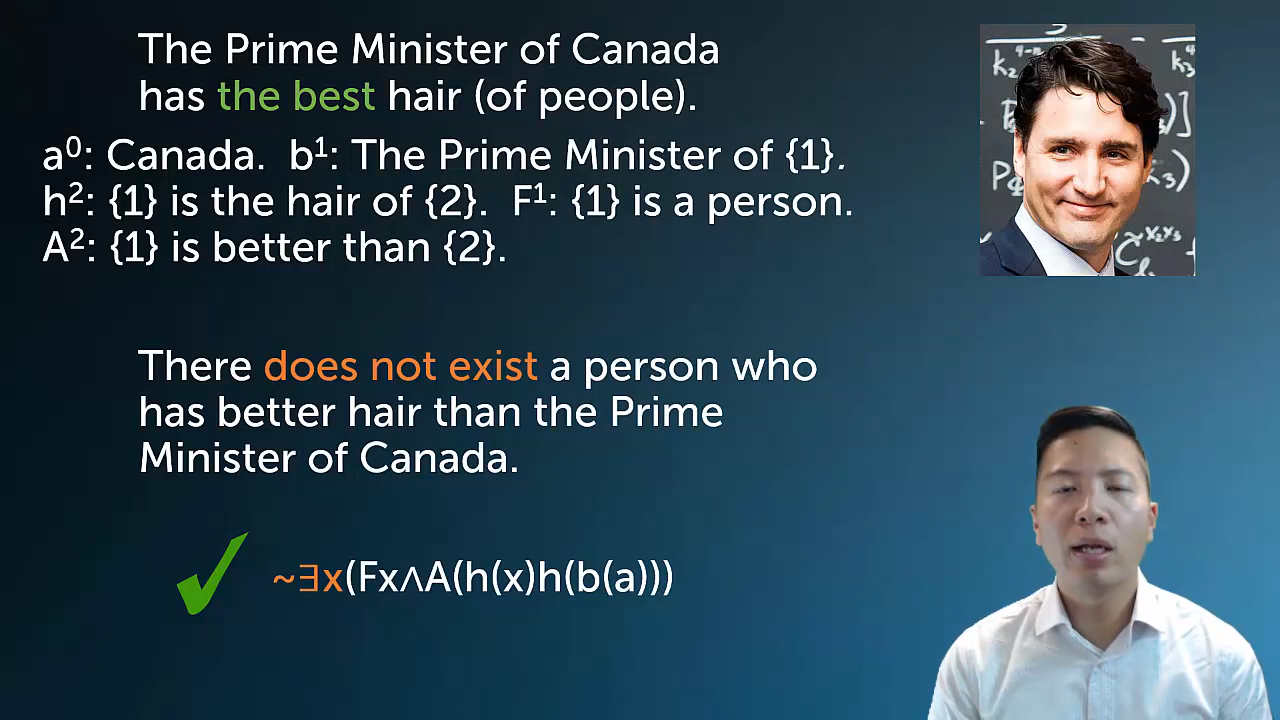 The Prime Minister of Canada
has the best hair (of people).
a⁰: Canada. b¹: The Prime Minister of {1}.
h²: {1} is the hair of {2}. F¹: {1} is a person.
A²: {1} is better than {2}.
There does not exist a person who
has better hair than the Prime
Minister of Canada.
~∃x(Fx∧A(h(x)h(b(a)))